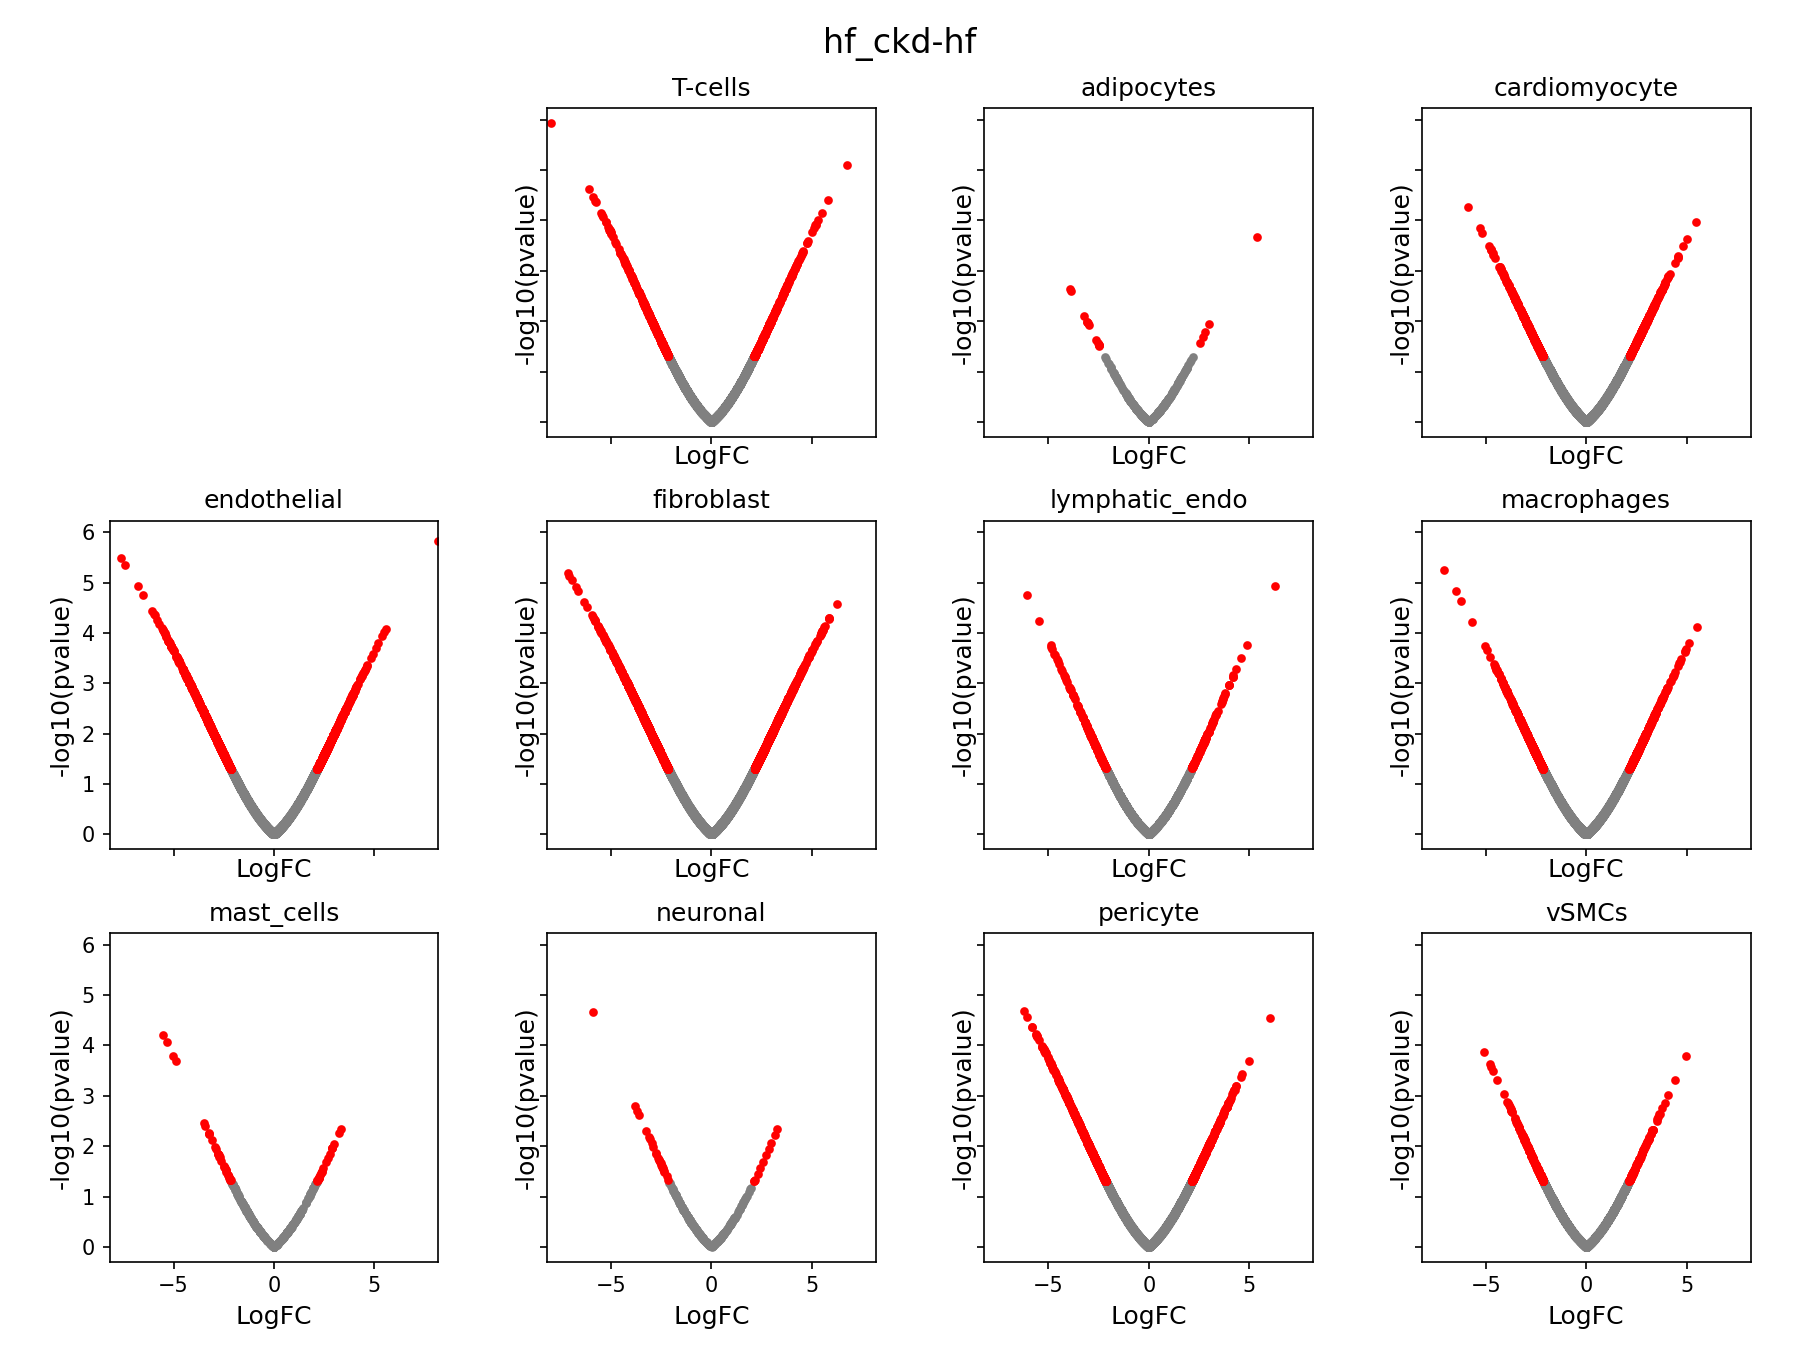 hf_ckd-hf
T-cells
-log10(pvalue)
LogFC
adipocytes
-log10(pvalue)
LogFC
cardiomyocyte
-log10(pvalue)
LogFC
endothelial
6
5
4
3
2
1
0
-log10(pvalue)
LogFC
fibroblast
-log10(pvalue)
LogFC
lymphatic_endo
-log10(pvalue)
LogFC
macrophages
-log10(pvalue)
LogFC
mast_cells
6
5
4
3
2
1
0
-log10(pvalue)
−5 0 5
LogFC
neuronal
-log10(pvalue)
−5 0 5
LogFC
pericyte
-log10(pvalue)
−5 0 5
LogFC
vSMCs
-log10(pvalue)
−5 0 5
LogFC